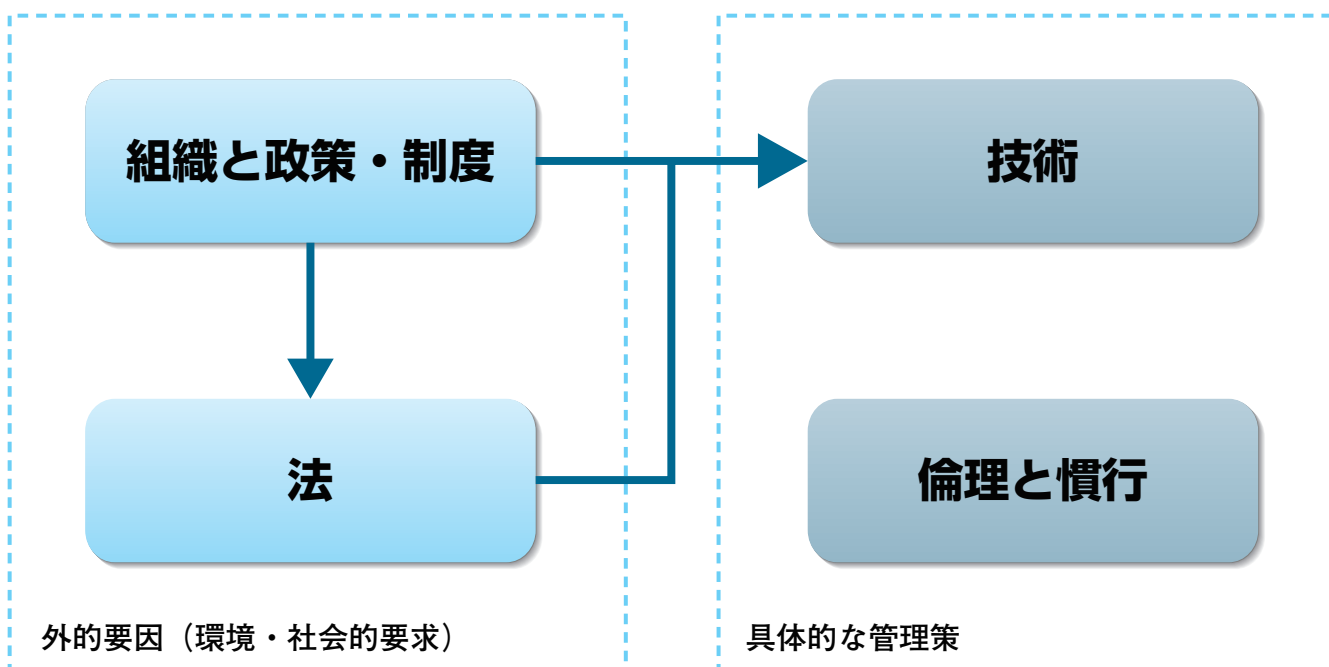 組織と政策・制度
技術
法
倫理と慣行
外的要因（環境・社会的要求）
具体的な管理策